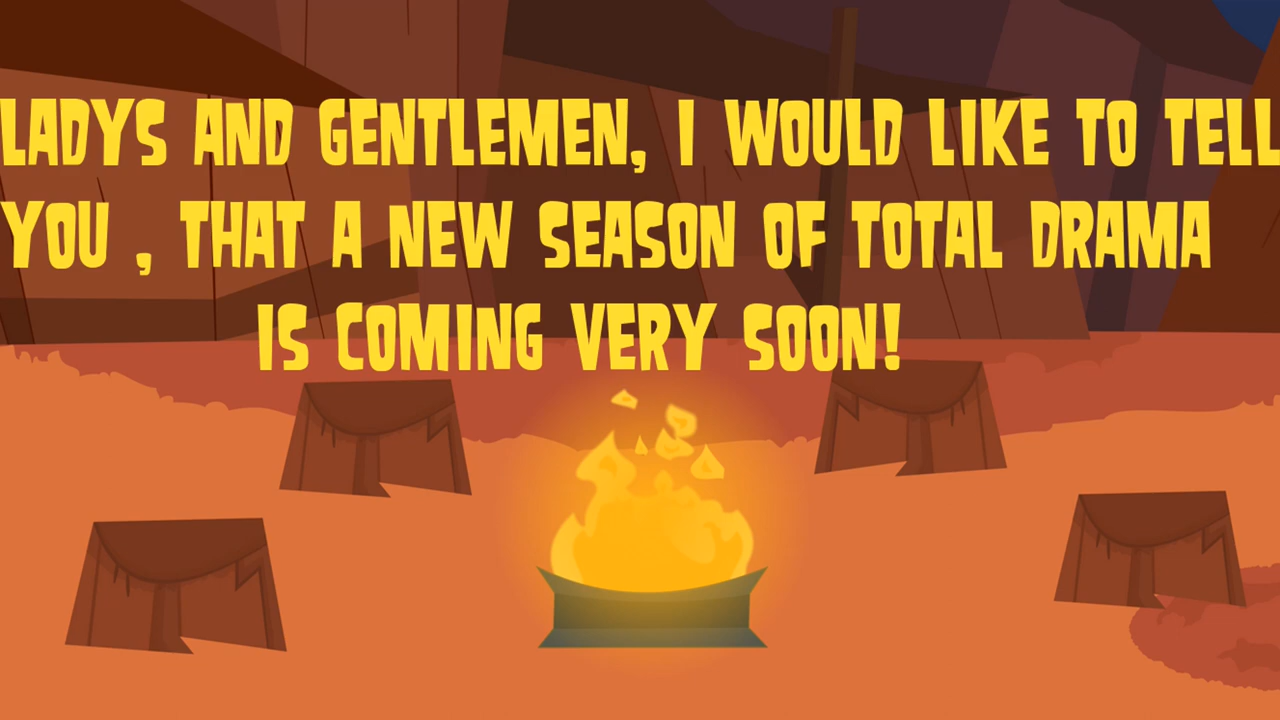 LADYS AND GENTLEMEN, I WOULD LIKE TO TELL
YOU , THAT A NEW SEASON OF TOTAL DRAMA
IS COMING VERY SOON!